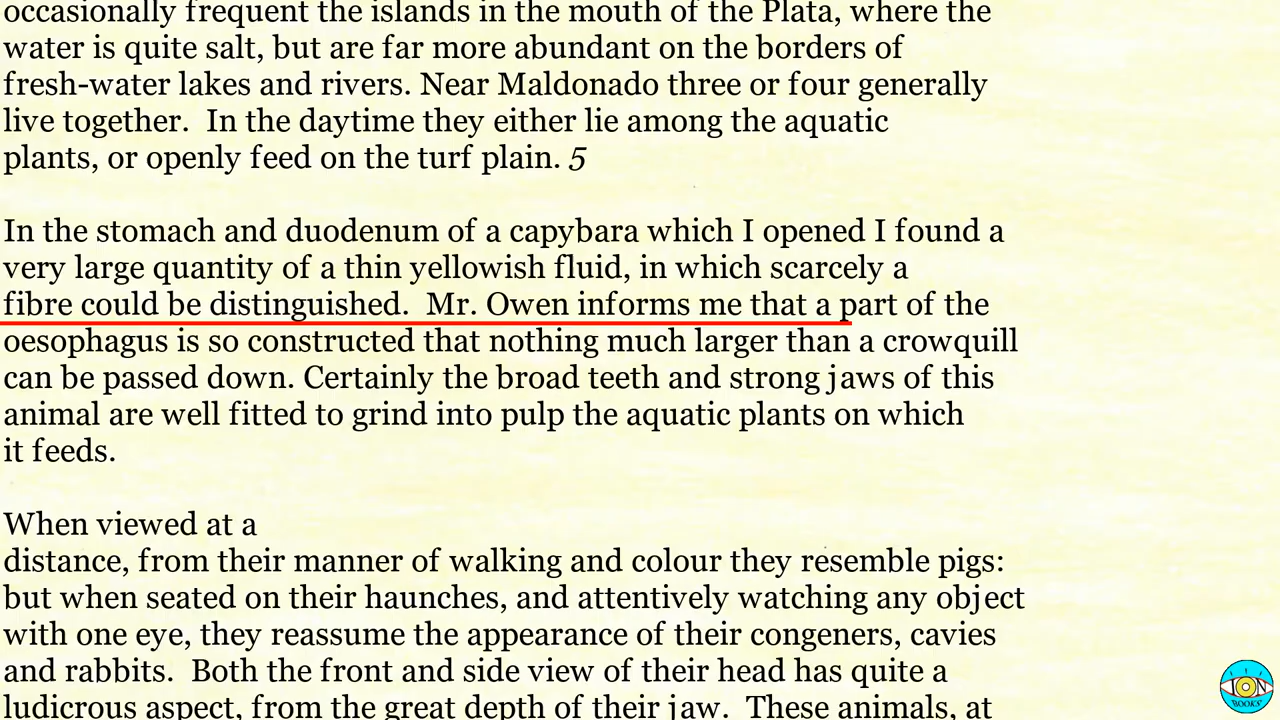 occasionally frequent the islands in the mouth of the Plata, where the
water is quite salt, but are far more abundant on the borders of
fresh-water lakes and rivers. Near Maldonado three or four generally
live together.  In the daytime they either lie among the aquatic
plants, or openly feed on the turf plain. 5
In the stomach and duodenum of a capybara which I opened I found a
very large quantity of a thin yellowish fluid, in which scarcely a
fibre could be distinguished.  Mr. Owen informs me that a part of the
oesophagus is so constructed that nothing much larger than a crowquill
can be passed down. Certainly the broad teeth and strong jaws of this
animal are well fitted to grind into pulp the aquatic plants on which
it feeds.
When viewed at a
distance, from their manner of walking and colour they resemble pigs:
but when seated on their haunches, and attentively watching any object
with one eye, they reassume the appearance of their congeners, cavies
and rabbits.  Both the front and side view of their head has quite a
ludicrous aspect, from the great depth of their jaw.  These animals, at
ION
BOOKS